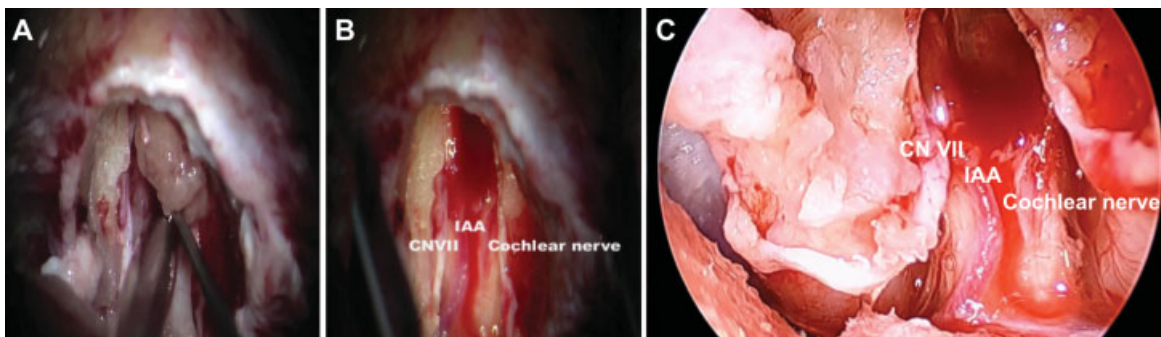 A
B
C
IAA
CNVII
Cochlear nerve
CN VII
IAA
Cochlear nerve